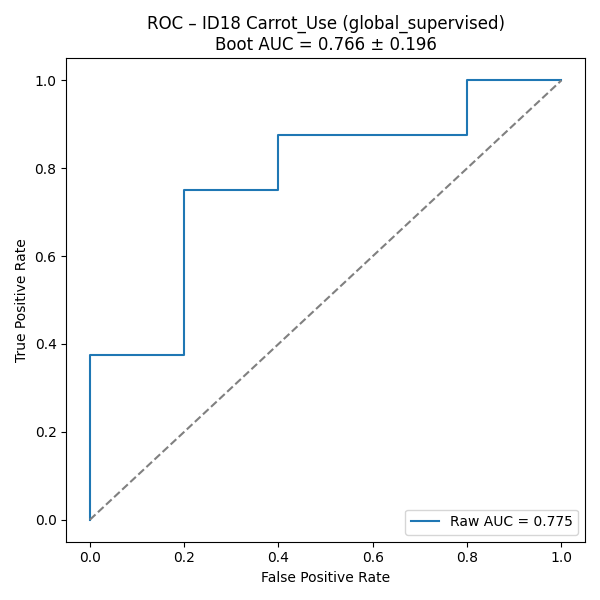 ROC – ID18 Carrot_Use (global_supervised)
Boot AUC = 0.766 ± 0.196
1.0
0.8
0.6
0.4
0.2
0.0
True Positive Rate
Raw AUC = 0.775
0.0 0.2 0.4 0.6 0.8 1.0
False Positive Rate